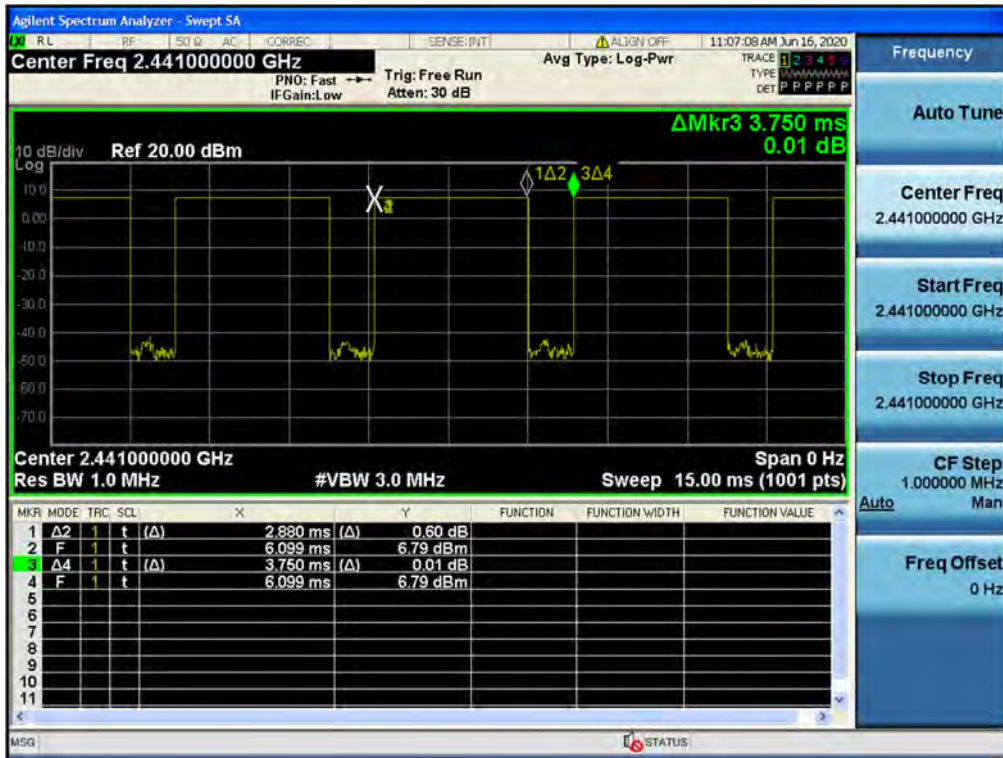 Agilent Spectrum Analyzer - Swept SA
LXI RL RF 50 Ω AC CORREC SENSE:INT ALIGN OFF 11:07:08 AM Jun 16, 2020
Center Freq 2.441000000 GHz
Avg Type: Log-Pwr
TRACE 1 2 3 4 5 6
PNO: Fast Trig: Free Run
TYPE
IFGain:Low Atten: 30 dB
DET P P P P P P
ΔMkr3 3.750 ms
0.01 dB
10 dB/div Ref 20.00 dBm
Log
10.0
0.00
-10.0
-20.0
-30.0
-40.0
-50.0
-60.0
-70.0
1Δ2 3Δ4
Center 2.441000000 GHz Span 0 Hz
Res BW 1.0 MHz #VBW 3.0 MHz Sweep 15.00 ms (1001 pts)
MKR MODE TRC SCL X Y FUNCTION FUNCTION WIDTH FUNCTION VALUE
1 Δ2 1 t (Δ) 2.880 ms (Δ) 0.60 dB
2 F 1 t 6.099 ms 6.79 dBm
3 Δ4 1 t (Δ) 3.750 ms (Δ) 0.01 dB
4 F 1 t 6.099 ms 6.79 dBm
5
6
7
8
9
10
11
MSG STATUS
Frequency
Auto Tune
Center Freq
2.441000000 GHz
Start Freq
2.441000000 GHz
Stop Freq
2.441000000 GHz
CF Step
1.000000 MHz
Auto Man
Freq Offset
0 Hz